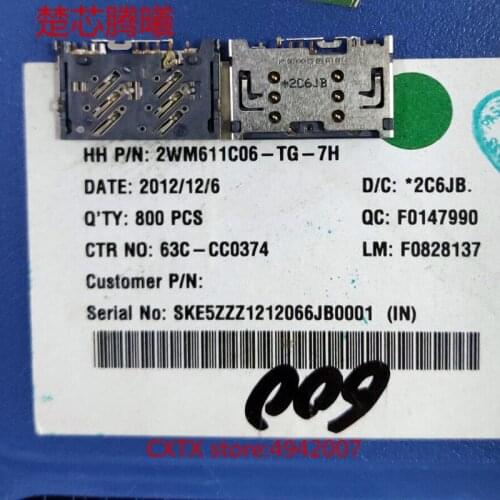 楚芯腾曦
*2C6JB
HH P/N: 2WM611C06-TG-7H
DATE: 2012/12/6 D/C: *2C6JB.
Q'TY: 800 PCS QC: F0147990
CTR NO: 63C-CC0374 LM: F0828137
Customer P/N:
Serial No: SKE5ZZZ1212066JB0001 (IN)
600
CXTX store:4942007